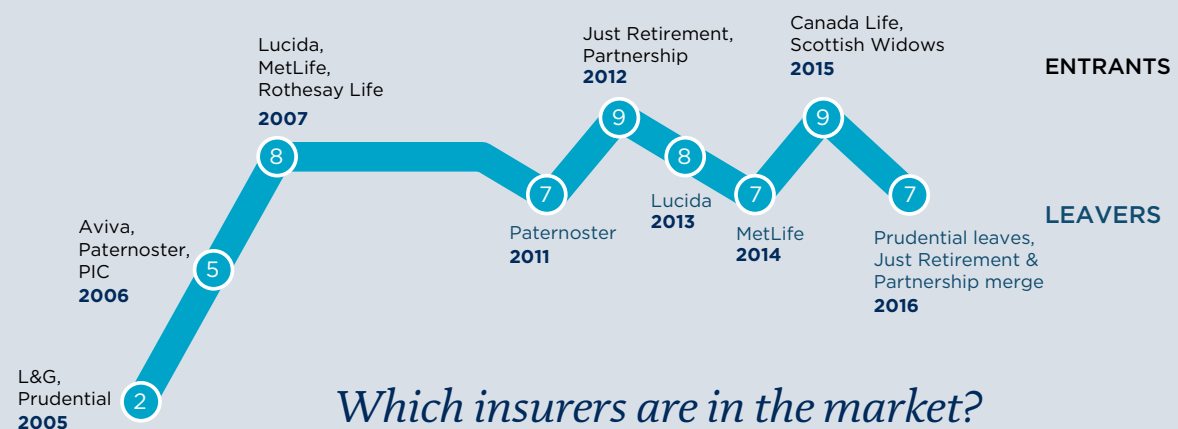 Lucida,
MetLife,
Rothesay Life
2007
8
Just Retirement,
Partnership
2012
9
Canada Life,
Scottish Widows
2015
9
ENTRANTS
Aviva,
Paternoster,
PIC
2006
5
L&G,
Prudential
2005
2
7
Paternoster
2011
8
Lucida
2013
7
MetLife
2014
7
Prudential leaves,
Just Retirement &
Partnership merge
2016
LEAVERS
Which insurers are in the market?